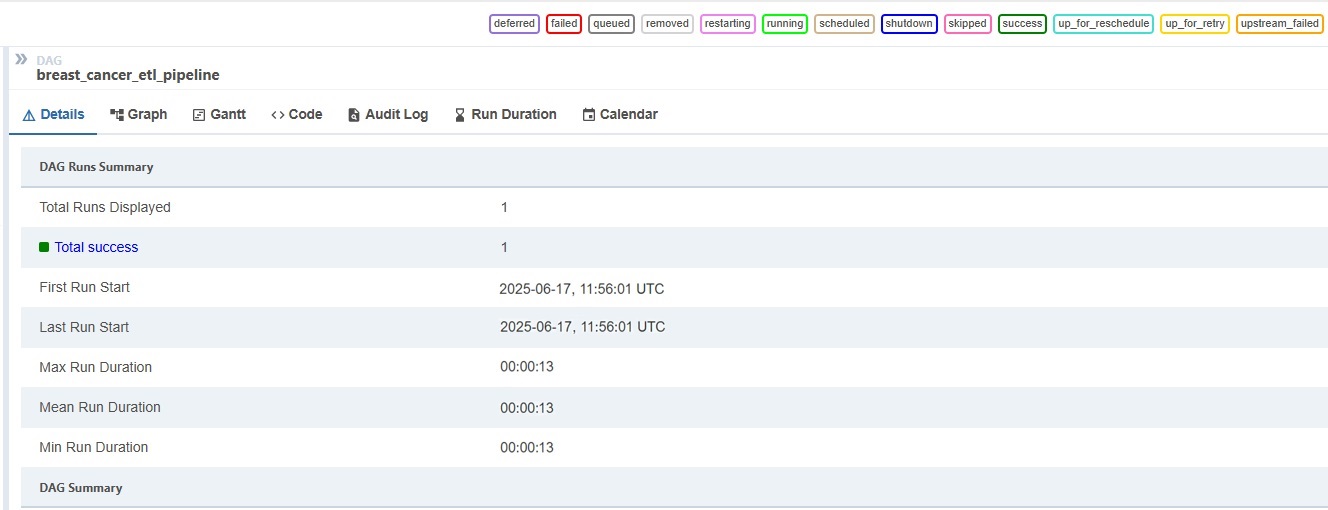 deferred failed queued removed restarting running scheduled shutdown skipped success up_for_reschedule up_for_retry upstream_failed
DAG
breast_cancer_etl_pipeline
Details Graph Gantt Code Audit Log Run Duration Calendar
DAG Runs Summary
Total Runs Displayed 1
Total success 1
First Run Start 2025-06-17, 11:56:01 UTC
Last Run Start 2025-06-17, 11:56:01 UTC
Max Run Duration 00:00:13
Mean Run Duration 00:00:13
Min Run Duration 00:00:13
DAG Summary